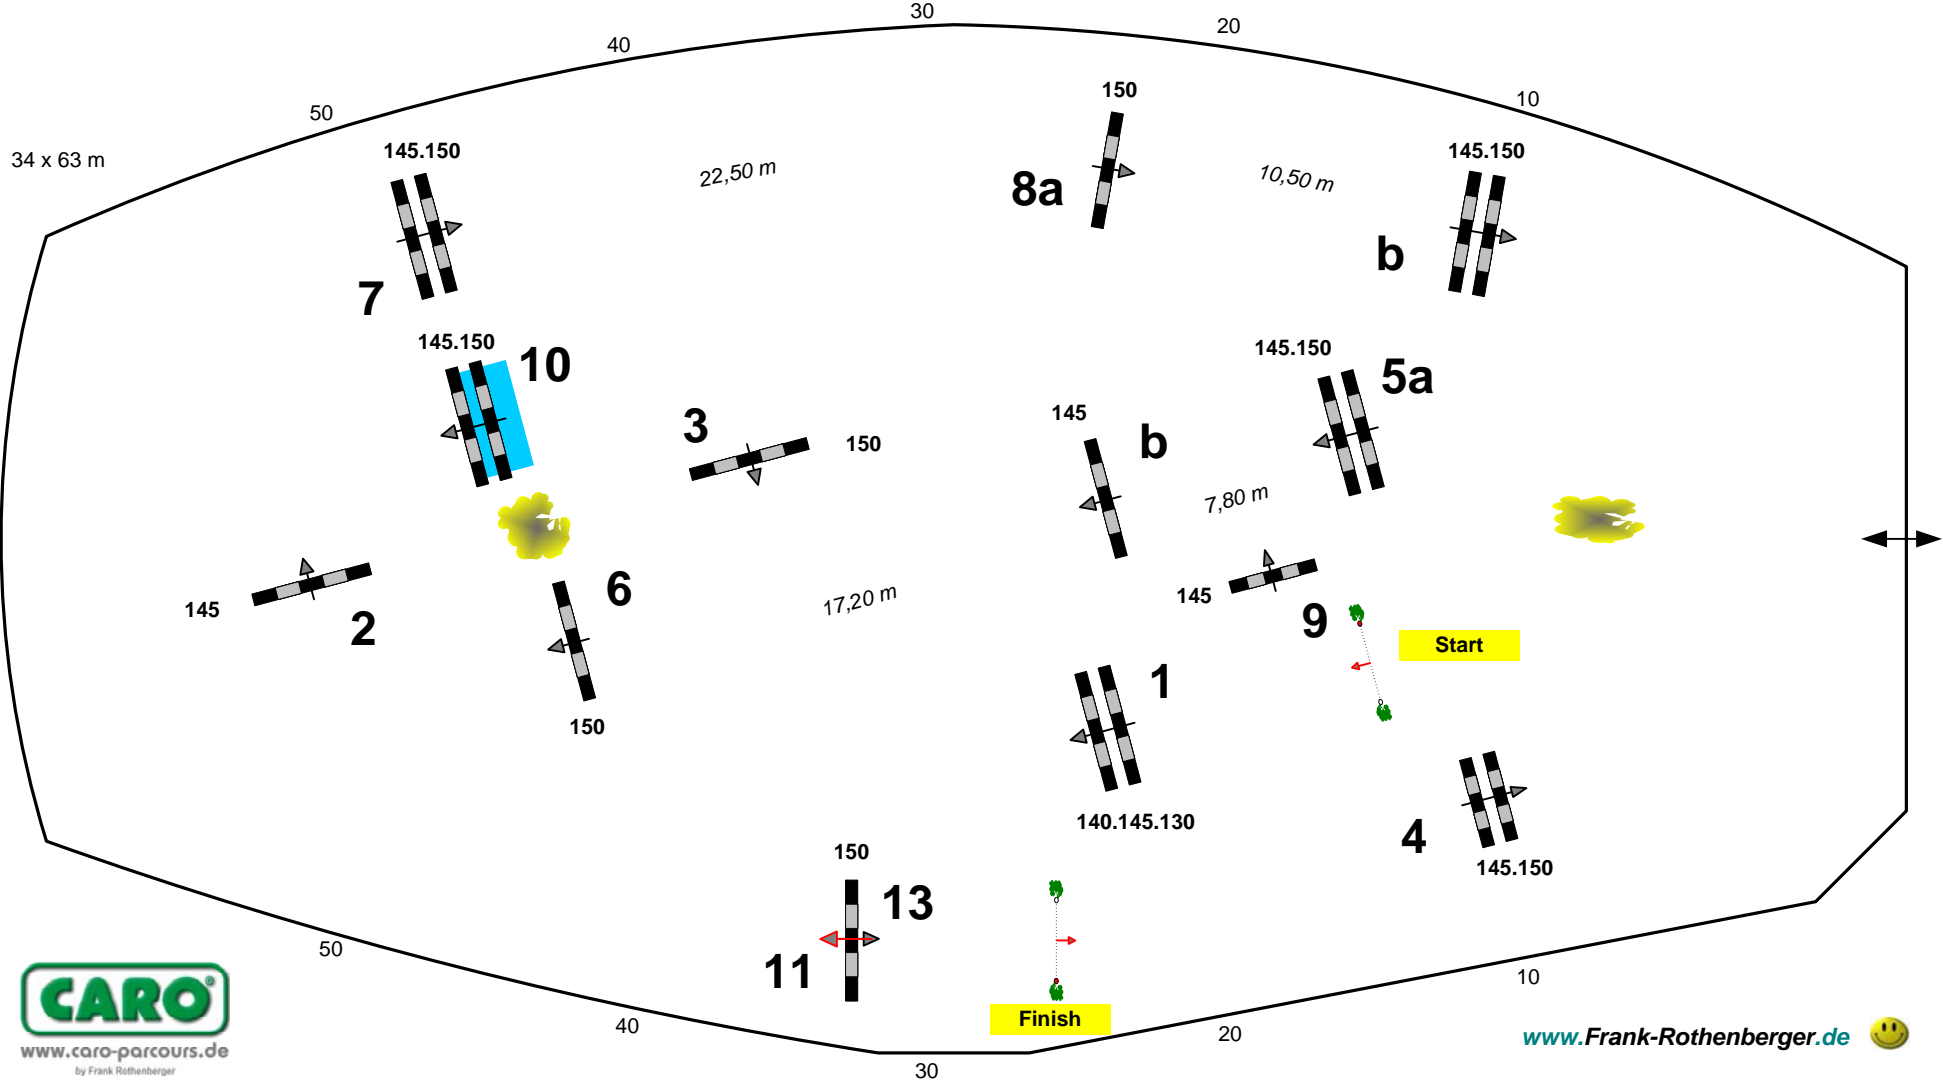 30
20
40
10
50
150
34 x 63 m
145.150
22,50 m
8a
10,50 m
145.150
b
7
145.150
10
145.150
5a
3
150
145
b
7,80 m
145
2
6
17,20 m
145
9
Start
150
1
140.145.130
4
145.150
150
13
11
50
Finish
10
40
20
30
CARO
www.caro-parcours.de
by Frank Rothenberger
www.Frank-Rothenberger.de